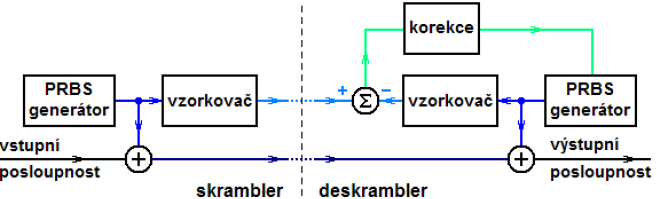 korekce
PRBS
generátor
vzorkovač
+
Σ
−
vzorkovač
PRBS
generátor
vstupní
posloupnost
+
+
výstupní
posloupnost
skrambler
deskrambler